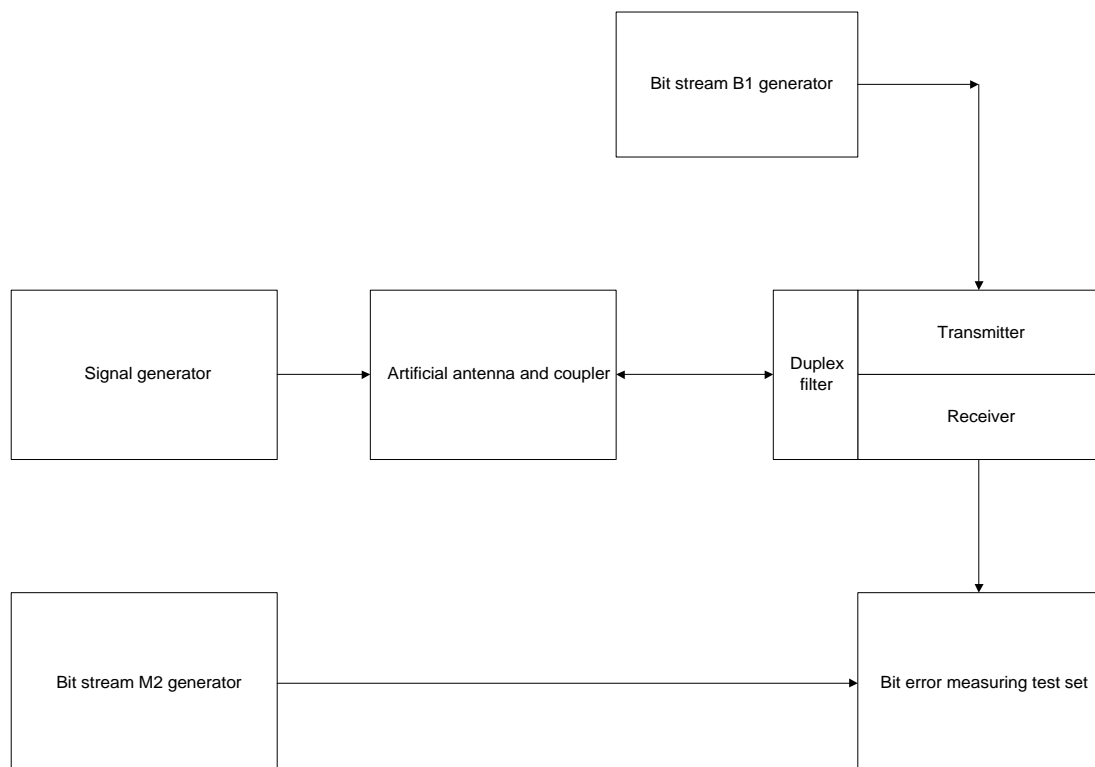 Bit stream B1 generator
Transmitter
Signal generator
Artificial antenna and coupler
Duplex
filter
Receiver
Bit stream M2 generator
Bit error measuring test set